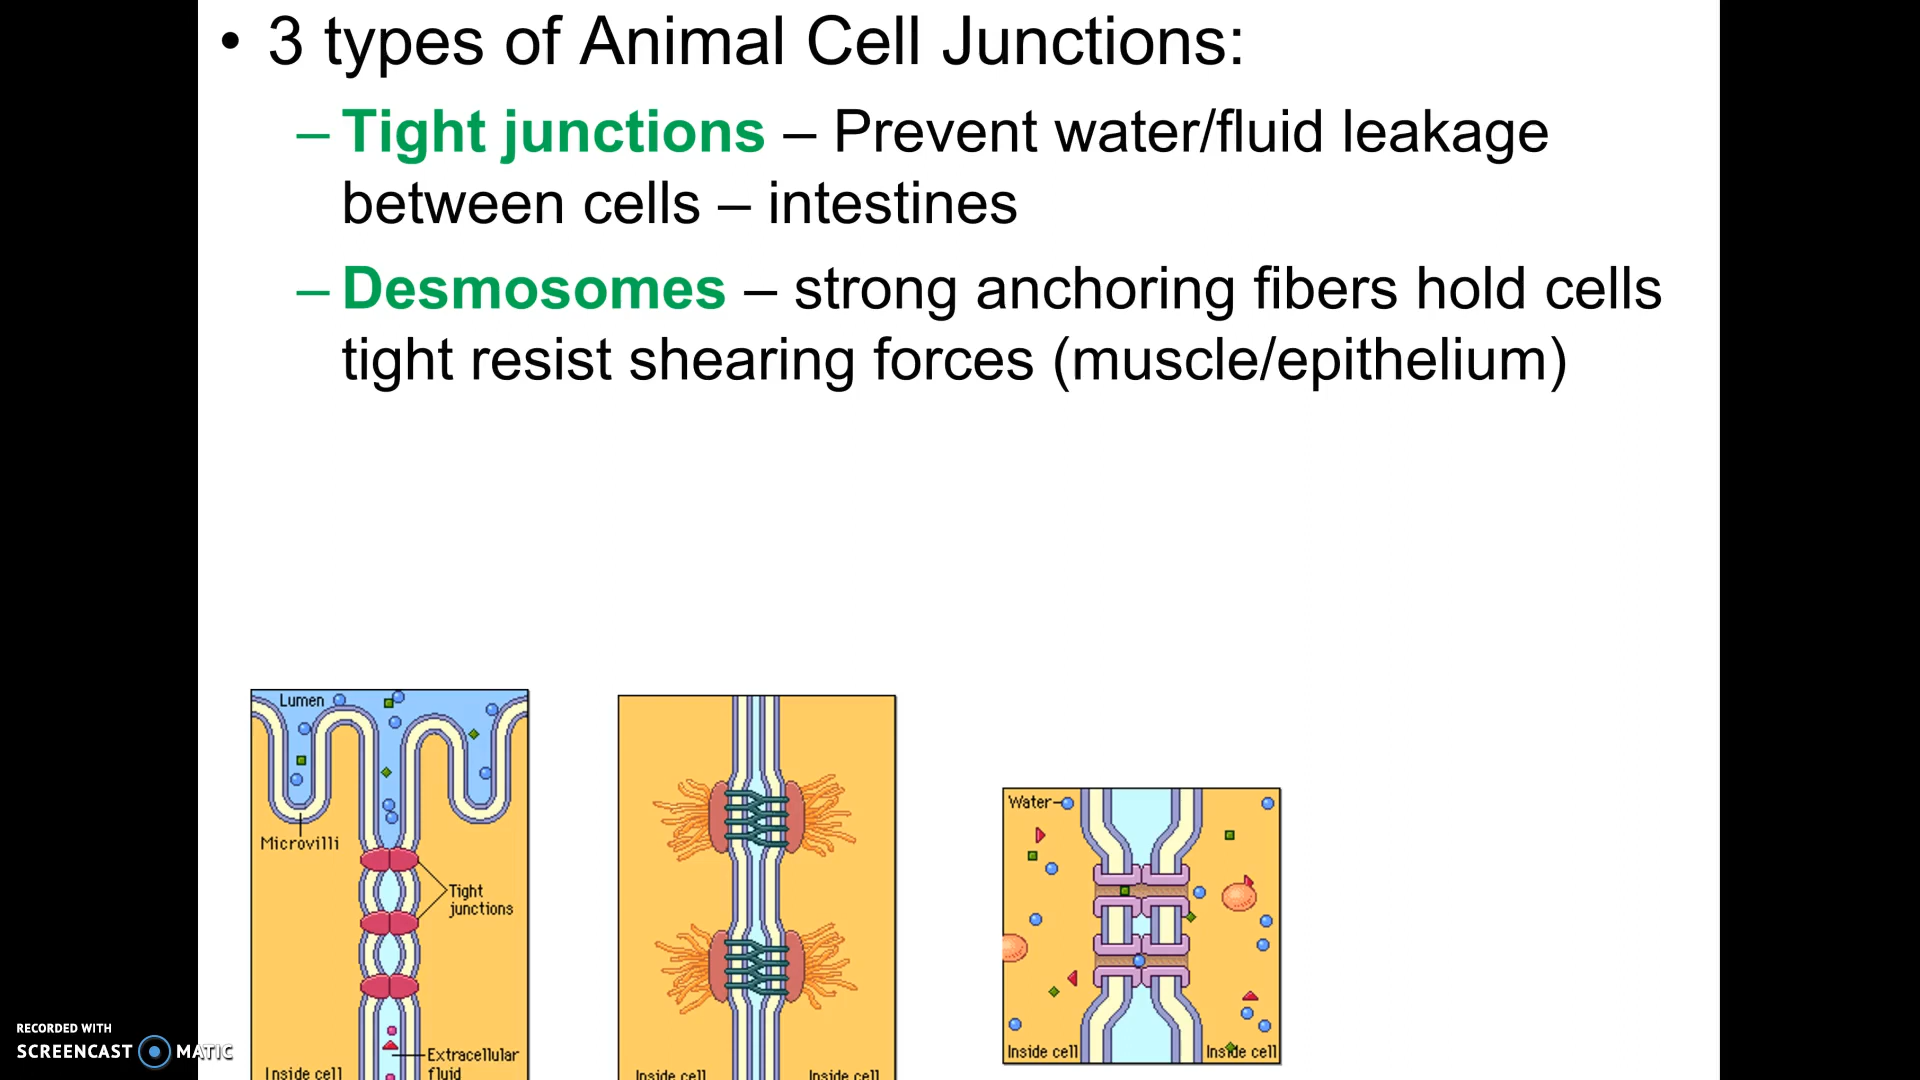 • 3 types of Animal Cell Junctions:
– Tight junctions – Prevent water/fluid leakage
between cells – intestines
– Desmosomes – strong anchoring fibers hold cells
tight resist shearing forces (muscle/epithelium)
Lumen
Microvilli
Tight
junctions
Extracellular
fluid
Inside cell
Inside cell
Inside cell
Water
Inside cell
Inside cell
RECORDED WITH
SCREENCAST MATIC